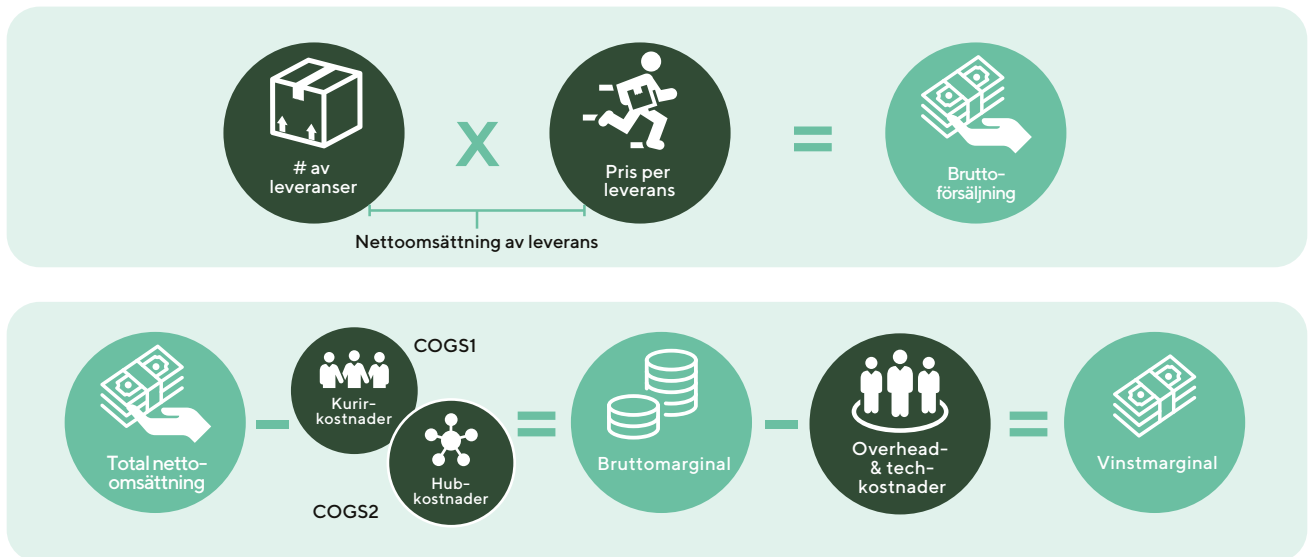 # av
leveranser
X
Pris per
leverans
=
Brutto-
försäljning
Nettoomsättning av leverans
Total netto-
omsättning
–
COGS1
Kurir-
kostnader
Hub-
kostnader
COGS2
=
Bruttomarginal
–
Overhead-
& tech-
kostnader
=
Vinstmarginal